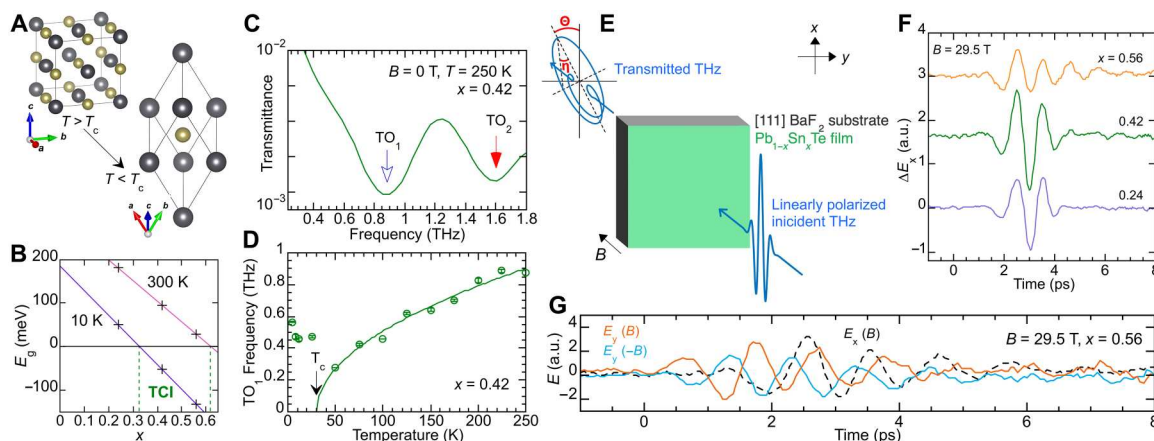 A
T > Tc
T < Tc
c
b
a
a
c
b
B
Eg (meV)
200
100
0
-100
300 K
10 K
TCI
0
0.1
0.2
0.3
0.4
0.5
0.6
x
C
Transmittance
10-2
10-3
B = 0 T, T = 250 K
x = 0.42
TO1
TO2
0.4
0.6
0.8
1.0
1.2
1.4
1.6
1.8
Frequency (THz)
D
TO1 Frequency (THz)
1
0.8
0.6
0.4
0.2
0
Tc
x = 0.42
0
50
100
150
200
250
Temperature (K)
E
Θ
η
Transmitted THz
x
y
[111] BaF2 substrate
Pb1-xSnxTe film
Linearly polarized
inicident THz
B
F
ΔEx (a.u.)
B = 29.5 T
x = 0.56
0.42
0.24
4
3
2
1
0
-1
0
2
4
6
8
Time (ps)
G
E (a.u.)
4
2
0
-2
Ey (B)
Ey (-B)
Ex (B)
B = 29.5 T, x = 0.56
0
2
4
6
8
Time (ps)